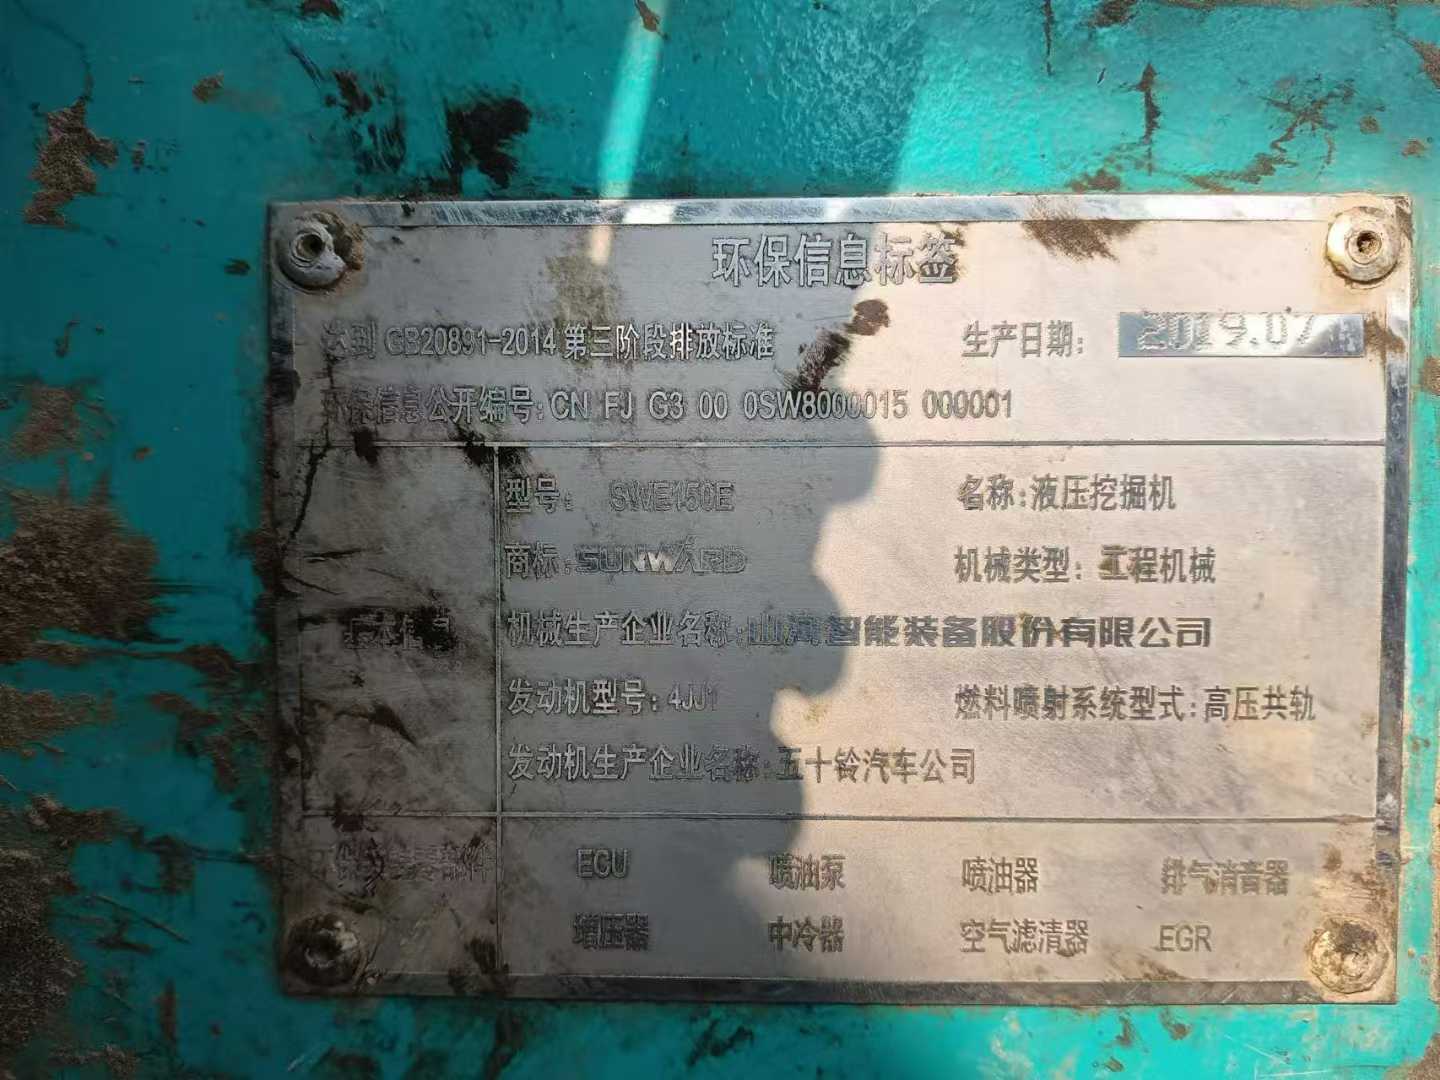 环保信息标签
达到 GB20891-2014 第三阶段排放标准 生产日期: 2019.07
环保信息公开编号: CN FJ G3 00 0SW8000015 000001
型号: SWE150E 名称: 液压挖掘机
商标: SUNWARD 机械类型: 工程机械
基本信息 机械生产企业名称: 山河智能装备股份有限公司
发动机型号: 4JJ1 燃料喷射系统型式: 高压共轨
发动机生产企业名称: 五十铃汽车公司
ECU 喷油泵 喷油器 排气消音器
增压器 中冷器 空气滤清器 EGR